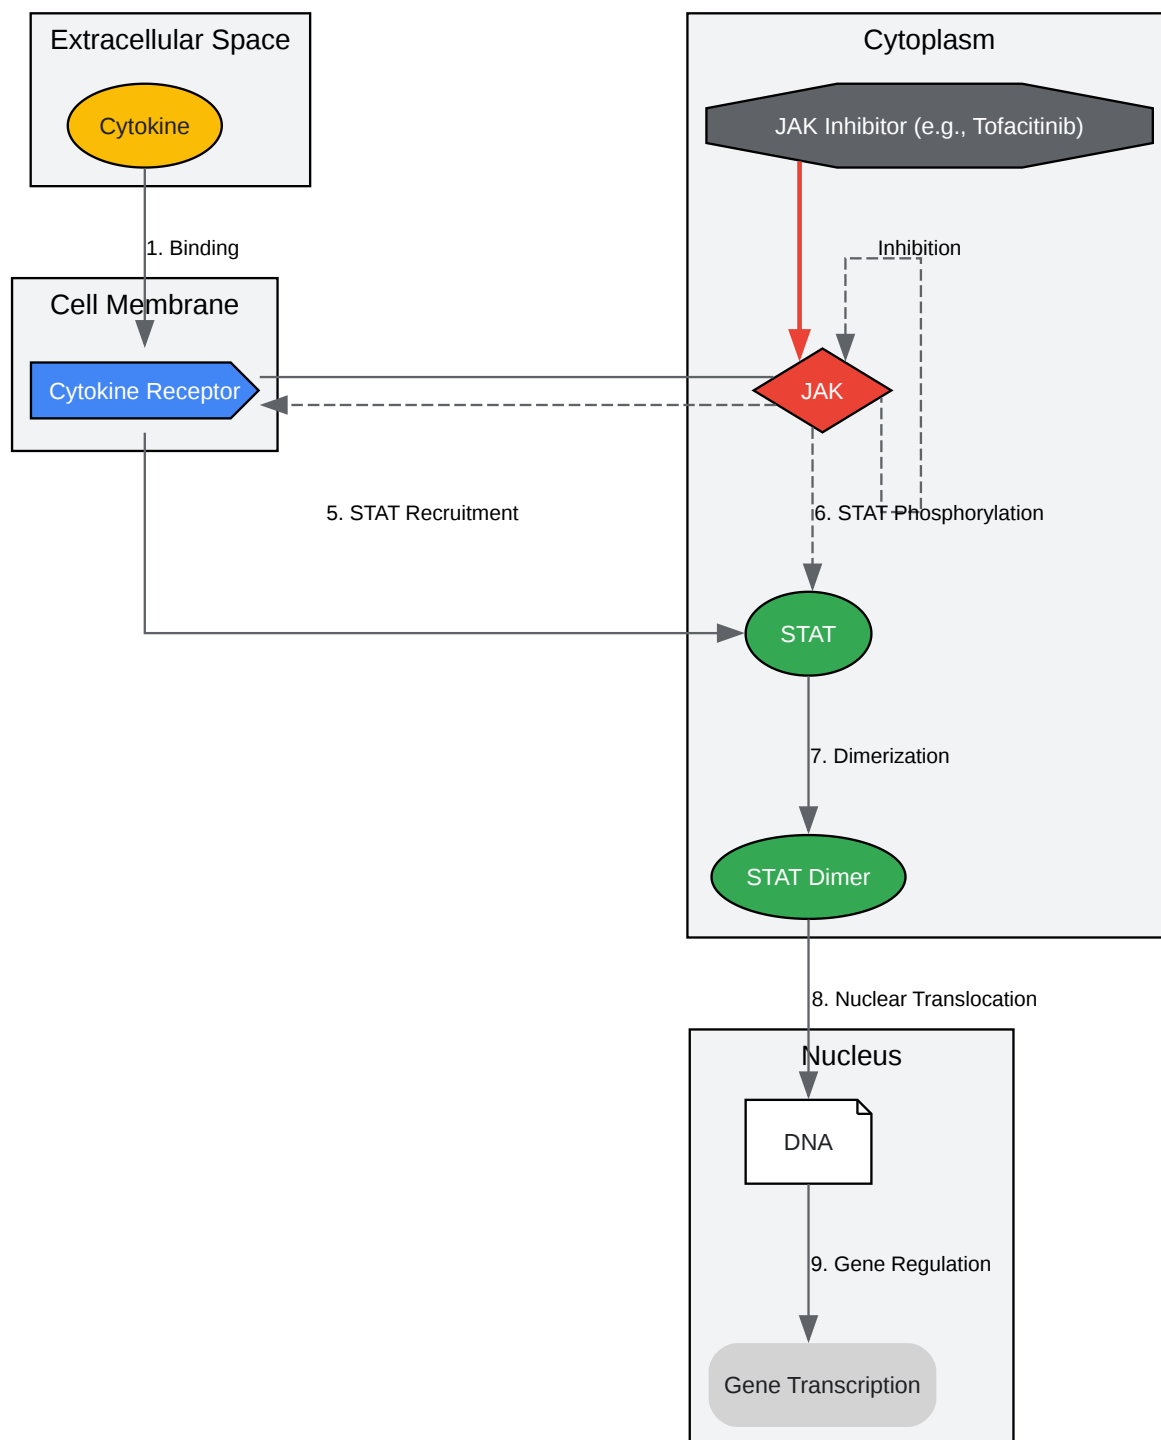 Extracellular Space
Cytoplasm
Cytokine
JAK Inhibitor (e.g., Tofacitinib)
1. Binding
Inhibition
Cell Membrane
Cytokine Receptor
JAK
5. STAT Recruitment
6. STAT Phosphorylation
STAT
7. Dimerization
STAT Dimer
8. Nuclear Translocation
Nucleus
DNA
9. Gene Regulation
Gene Transcription